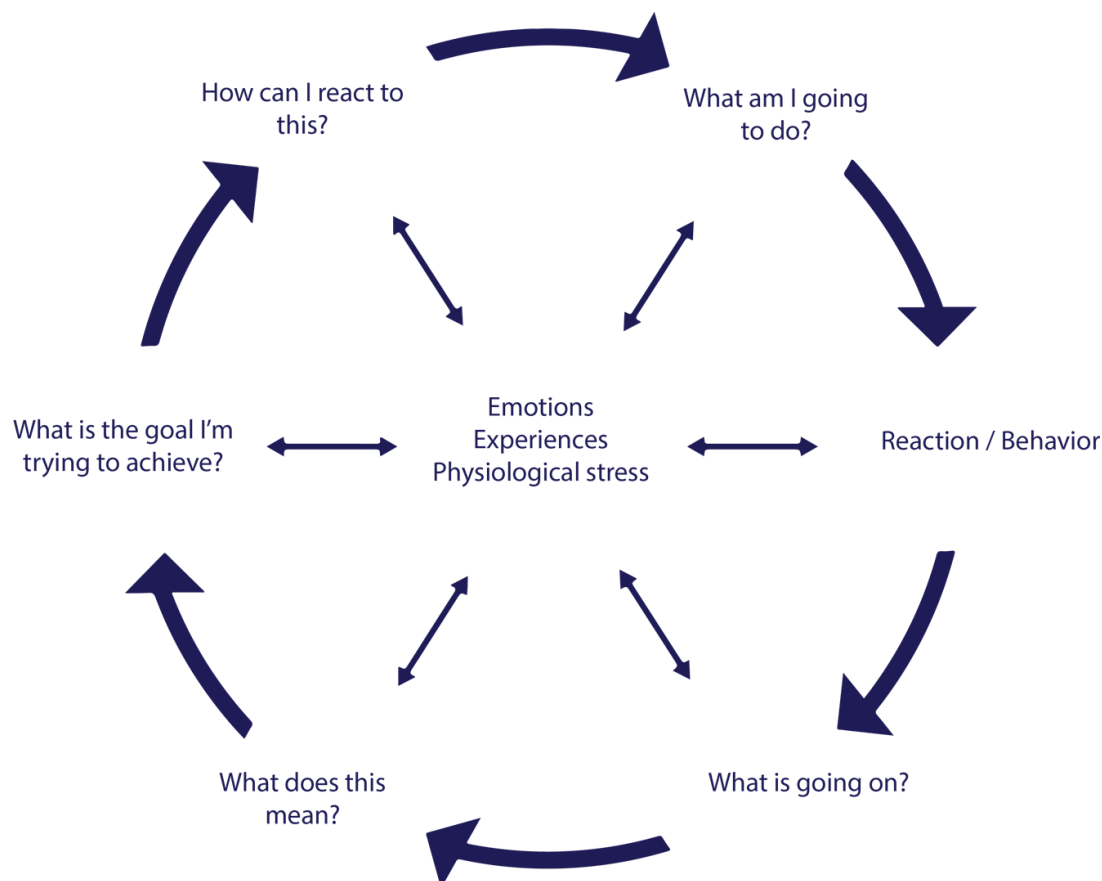 How can I react to
this?
What am I going
to do?
What is the goal I’m
trying to achieve?
Emotions
Experiences
Physiological stress
Reaction / Behavior
What does this
mean?
What is going on?